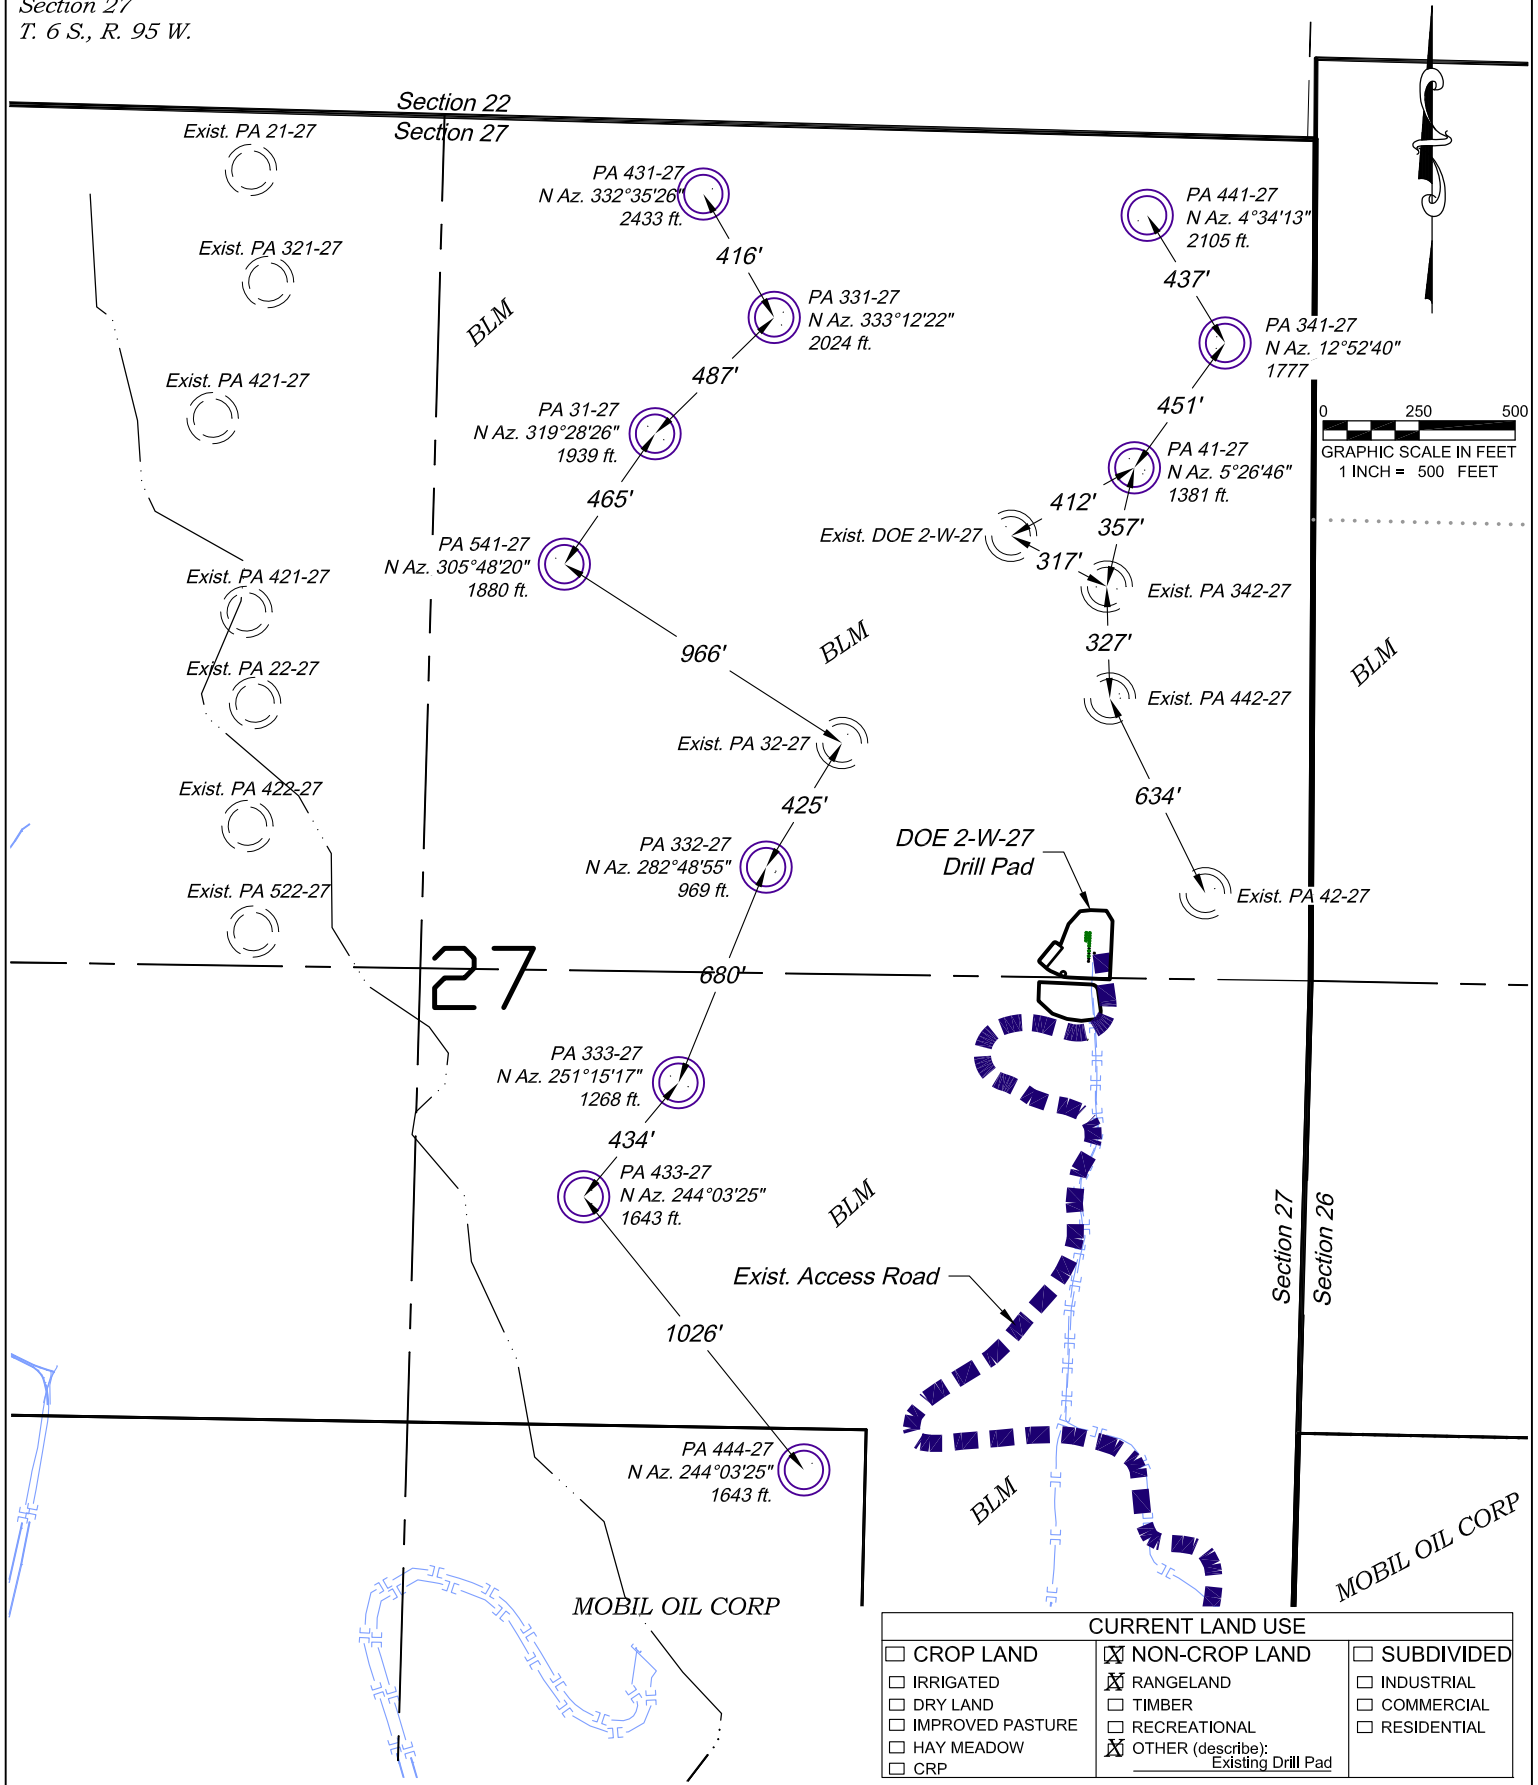 Section 27
T. 6 S., R. 95 W.
Section 22
Section 27
Exist. PA 21-27
PA 431-27
N Az. 332°35'26"
2433 ft.
PA 441-27
N Az. 4°34'13"
2105 ft.
Exist. PA 321-27
416'
437'
BLM
PA 331-27
N Az. 333°12'22"
2024 ft.
PA 341-27
N Az. 12°52'40"
1777
Exist. PA 421-27
487'
451'
0 250 500
GRAPHIC SCALE IN FEET
1 INCH = 500 FEET
PA 31-27
N Az. 319°28'26"
1939 ft.
PA 41-27
N Az. 5°26'46"
1381 ft.
465'
412'
357'
Exist. DOE 2-W-27
317'
PA 541-27
N Az. 305°48'20"
1880 ft.
Exist. PA 421-27
Exist. PA 342-27
966'
BLM
327'
BLM
Exist. PA 22-27
Exist. PA 442-27
Exist. PA 32-27
Exist. PA 422-27
425'
634'
PA 332-27
N Az. 282°48'55"
969 ft.
DOE 2-W-27
Drill Pad
Exist. PA 522-27
Exist. PA 42-27
27
680'
PA 333-27
N Az. 251°15'17"
1268 ft.
434'
PA 433-27
N Az. 244°03'25"
1643 ft.
BLM
Section 27
Section 26
Exist. Access Road
1026'
PA 444-27
N Az. 244°03'25"
1643 ft.
BLM
MOBIL OIL CORP
MOBIL OIL CORP
CURRENT LAND USE
CROP LAND
IRRIGATED
DRY LAND
IMPROVED PASTURE
HAY MEADOW
CRP
X NON-CROP LAND
X RANGELAND
TIMBER
RECREATIONAL
X OTHER (describe):
Existing Drill Pad
SUBDIVIDED
INDUSTRIAL
COMMERCIAL
RESIDENTIAL